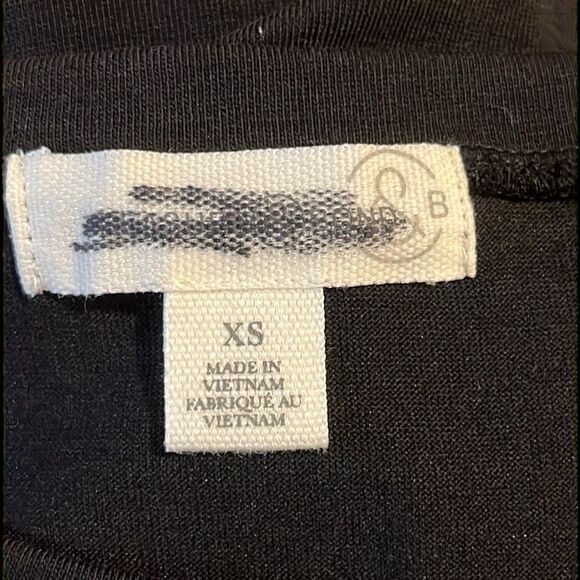 & B
XS
MADE IN
VIETNAM
FABRIQUÉ AU
VIETNAM